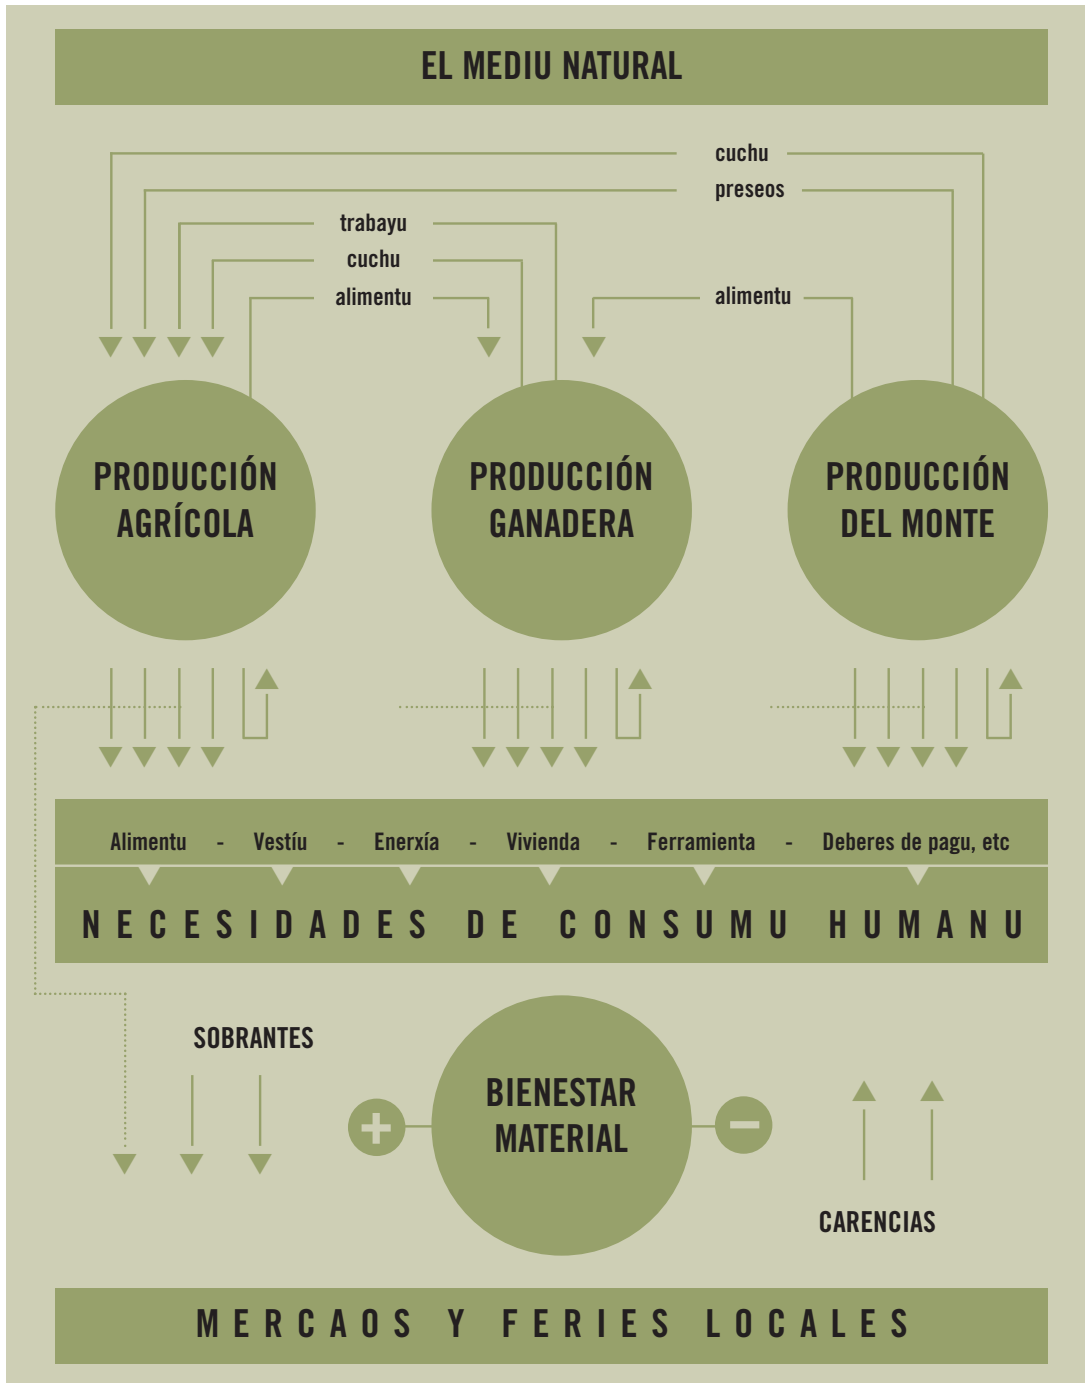 EL MEDIU NATURAL
cuchu
preseos
trabayu
cuchu
alimentu
alimentu
PRODUCCIÓN
AGRÍCOLA
PRODUCCIÓN
GANADERA
PRODUCCIÓN
DEL MONTE
Alimentu - Vestíu - Enerxía - Vivienda - Ferramienta - Deberes de pagu, etc
NECESIDADES DE CONSUMU HUMANU
SOBRANTES
+
BIENESTAR
MATERIAL
−
CARENCIAS
MERCAOS Y FERIES LOCALES